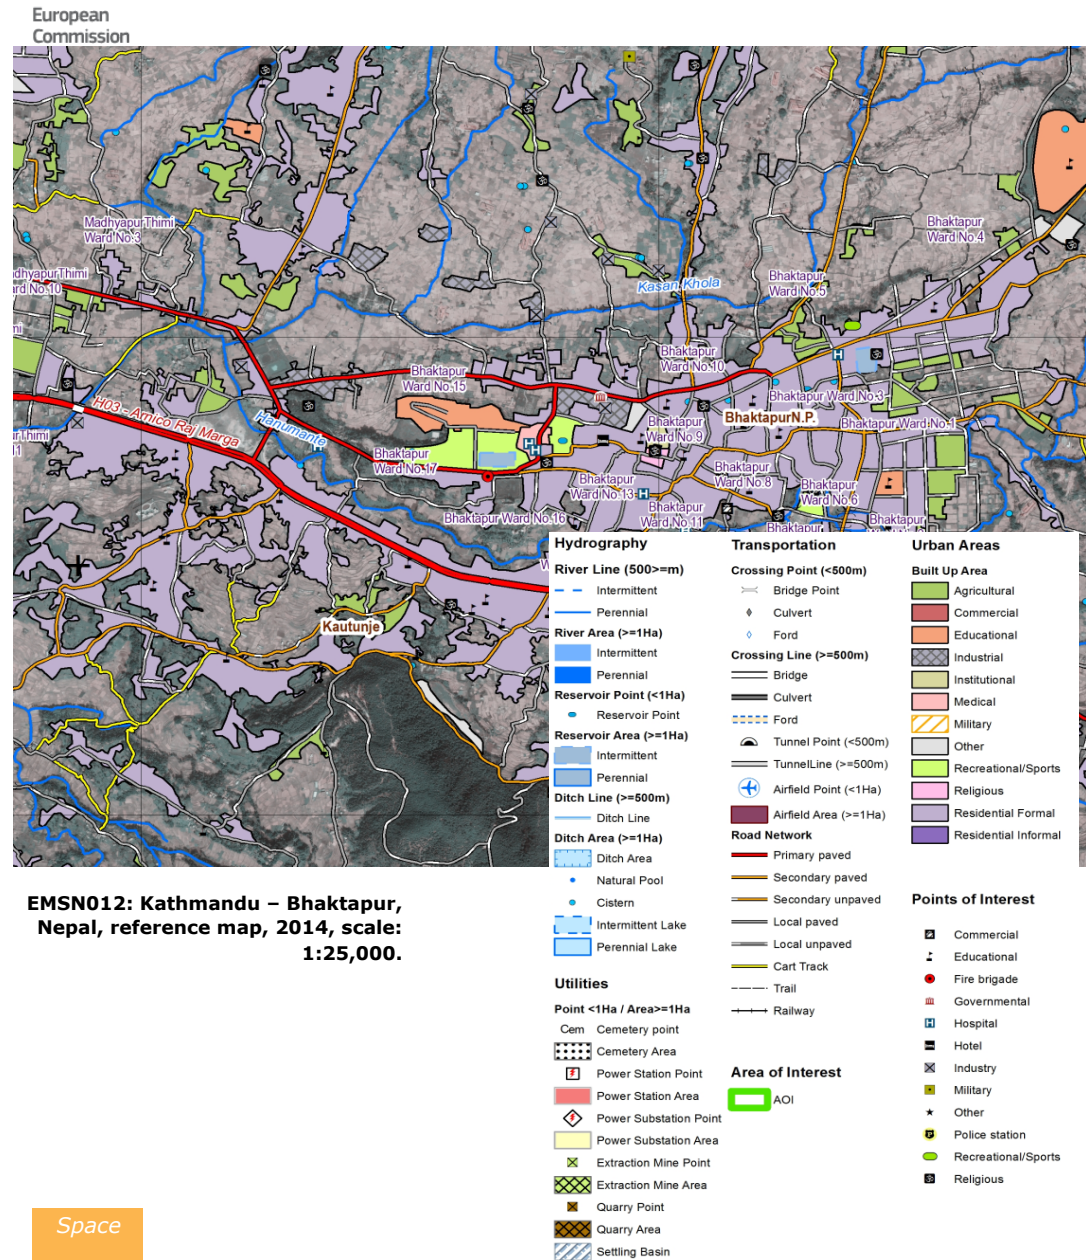 European
Commission
MadhyapurThimi
Ward No.3
dhyapurThimi
rd No.10
mi
urThimi
11
H03 - Arnico Raj Marga
Hanumante
Kasan Khola
Bhaktapur
Ward No.4
Bhaktapur
Ward No.5
Bhaktapur
Ward No.10
Bhaktapur
Ward No.15
Bhaktapur Ward No.3
BhaktapurN.P.
Bhaktapur Ward No.1
Bhaktapur
Ward No.9
Bhaktapur
Ward No.17
Bhaktapur
Ward No.8
Bhaktapur
Ward No.13
Bhaktapur
Ward No.6
Bhaktapur
Ward No.11
Bhaktapur Ward No.16
Bhaktapur
Bhaktapur
Kautunje
Hydrography
River Line (500>=m)
Intermittent
Perennial
River Area (>=1Ha)
Intermittent
Perennial
Reservoir Point (<1Ha)
Reservoir Point
Reservoir Area (>=1Ha)
Intermittent
Perennial
Ditch Line (>=500m)
Ditch Line
Ditch Area (>=1Ha)
Ditch Area
Natural Pool
Cistern
Intermittent Lake
Perennial Lake
Utilities
Point <1Ha / Area>=1Ha
Cem Cemetery point
Cemetery Area
Power Station Point
Power Station Area
Power Substation Point
Power Substation Area
Extraction Mine Point
Extraction Mine Area
Quarry Point
Quarry Area
Settling Basin
Transportation
Crossing Point (<500m)
Bridge Point
Culvert
Ford
Crossing Line (>=500m)
Bridge
Culvert
Ford
Tunnel Point (<500m)
TunnelLine (>=500m)
Airfield Point (<1Ha)
Airfield Area (>=1Ha)
Road Network
Primary paved
Secondary paved
Secondary unpaved
Local paved
Local unpaved
Cart Track
Trail
Railway
Area of Interest
AOI
Urban Areas
Built Up Area
Agricultural
Commercial
Educational
Industrial
Institutional
Medical
Military
Other
Recreational/Sports
Religious
Residential Formal
Residential Informal
Points of Interest
Commercial
Educational
Fire brigade
Governmental
Hospital
Hotel
Industry
Military
Other
Police station
Recreational/Sports
Religious
EMSN012: Kathmandu – Bhaktapur,
Nepal, reference map, 2014, scale:
1:25,000.
Space